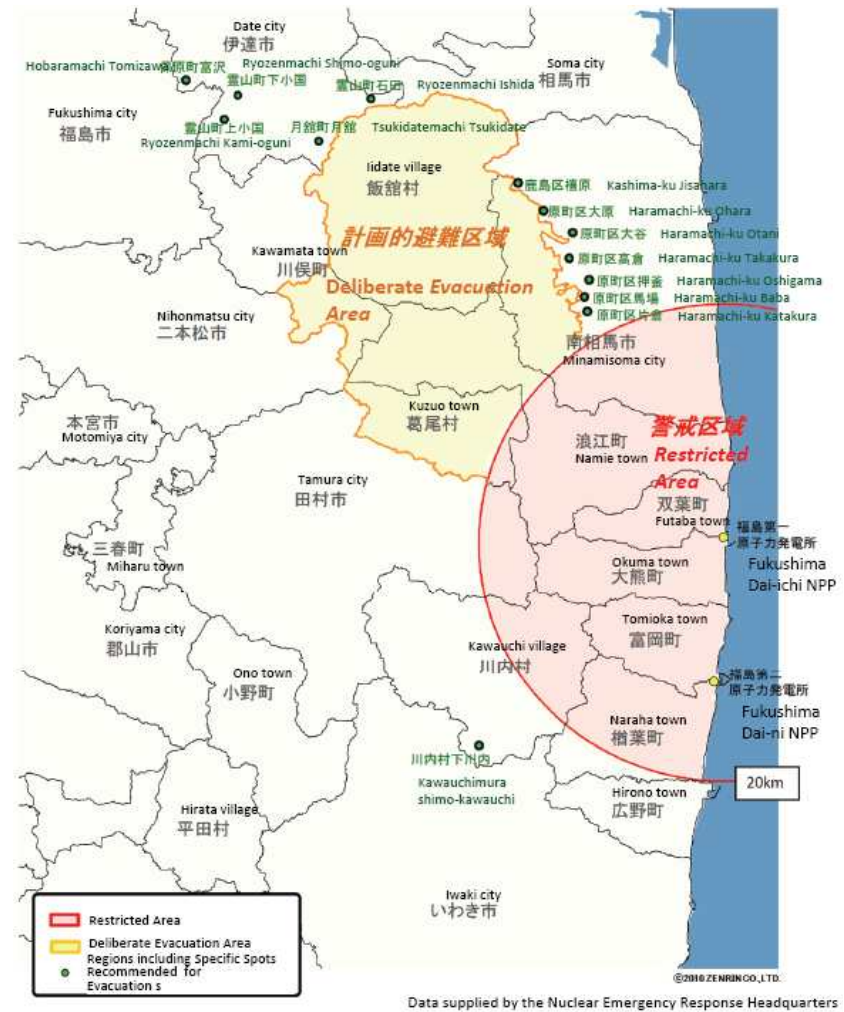 Date city
伊達市
Hobaramachi Tomizawa
原町富沢
Ryozenmachi Shimo-oguni
霊山町下小国
霊山町石田
Ryozenmachi Ishida
Soma city
相馬市
Fukushima city
福島市
霊山町上小国
Ryozenmachi Kami-oguni
月舘町月舘
Tsukidatemachi Tsukidate
Iidate village
飯舘村
鹿島区橲原
Kashima-ku Jisahara
原町区大原
Haramachi-ku Ohara
計画的避難区域
原町区大谷
Haramachi-ku Otani
Kawamata town
川俣町
原町区高倉
Haramachi-ku Takakura
Deliberate Evacuation
Area
原町区押釜
Haramachi-ku Oshigama
原町区馬場
Haramachi-ku Baba
原町区片倉
Haramachi-ku Katakura
Nihonmatsu city
二本松市
南相馬市
Minamisoma city
Kuzuo town
葛尾村
本宮市
Motomiya city
浪江町
Namie town
警戒区域
Restricted
Area
Tamura city
田村市
双葉町
Futaba town
福島第一
原子力発電所
Fukushima
Dai-ichi NPP
三春町
Miharu town
Okuma town
大熊町
Tomioka town
富岡町
Koriyama city
郡山市
Kawauchi village
川内村
Ono town
小野町
福島第二
原子力発電所
Fukushima
Dai-ni NPP
Naraha town
楢葉町
川内村下川内
Kawauchimura
shimo-kawauchi
20km
Hirono town
広野町
Hirata village
平田村
Iwaki city
いわき市
Restricted Area
Deliberate Evacuation Area
Regions including Specific Spots
Recommended for
Evacuation s
©2010 ZENRIN CO.,LTD.
Data supplied by the Nuclear Emergency Response Headquarters